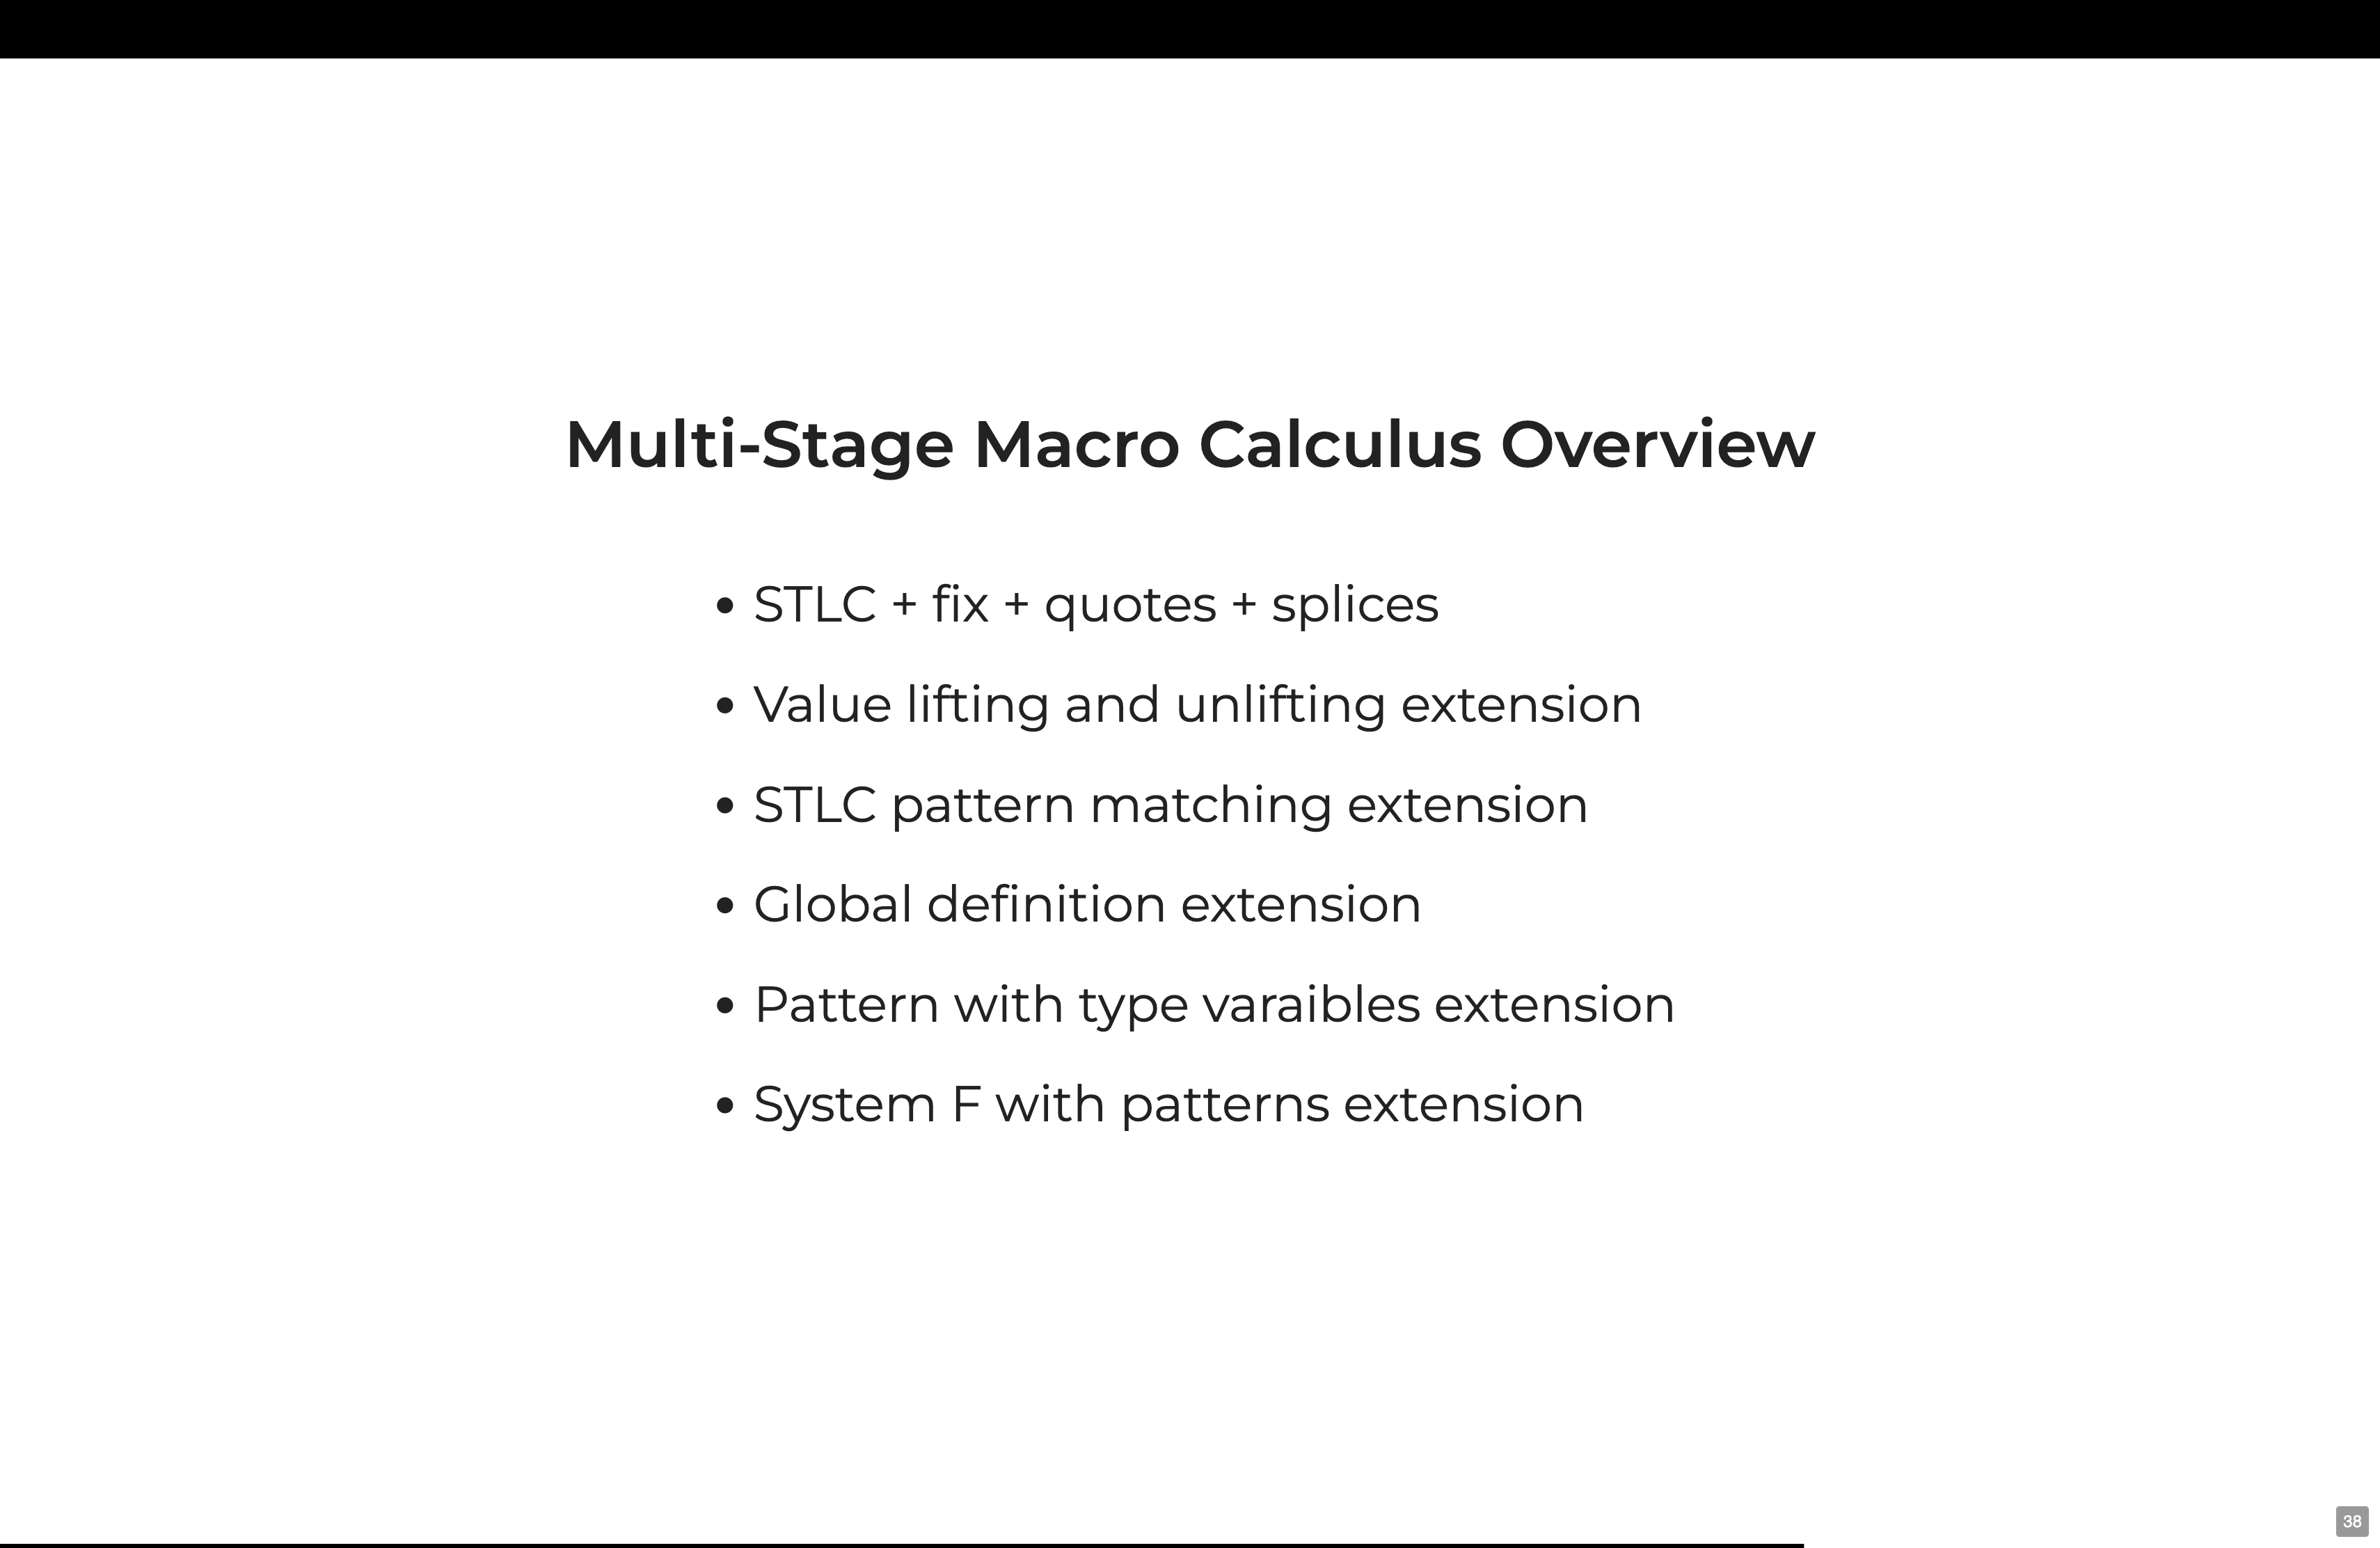 Multi-Stage Macro Calculus Overview
• STLC + fix + quotes + splices
• Value lifting and unlifting extension
• STLC pattern matching extension
• Global definition extension
• Pattern with type varaibles extension
• System F with patterns extension
38